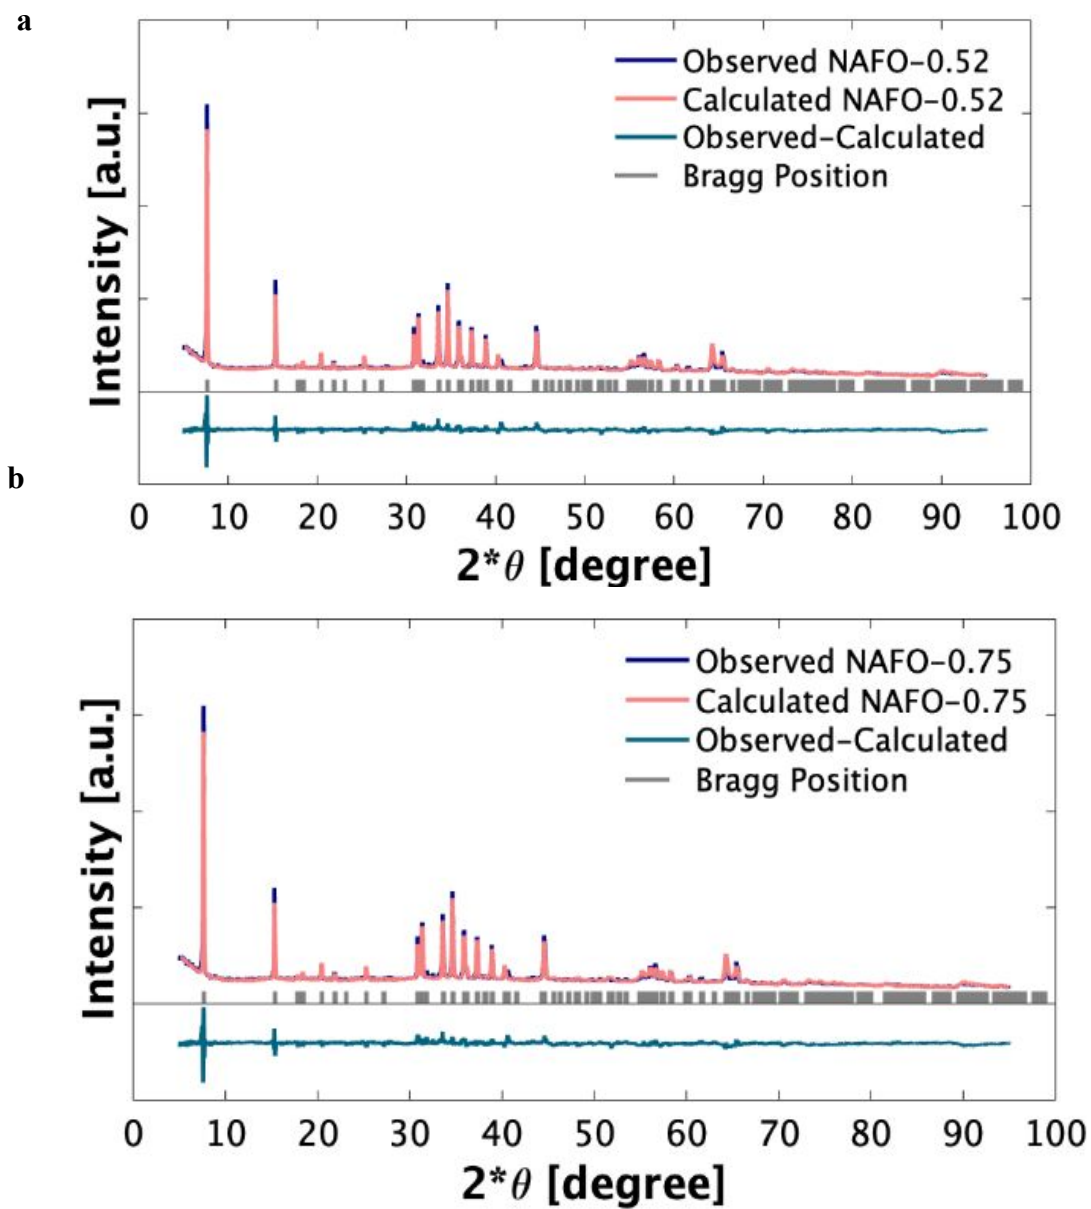 a
Observed NAFO-0.52
Calculated NAFO-0.52
Observed-Calculated
Bragg Position
Intensity [a.u.]
0 10 20 30 40 50 60 70 80 90 100
2*θ [degree]
b
Observed NAFO-0.75
Calculated NAFO-0.75
Observed-Calculated
Bragg Position
Intensity [a.u.]
0 10 20 30 40 50 60 70 80 90 100
2*θ [degree]